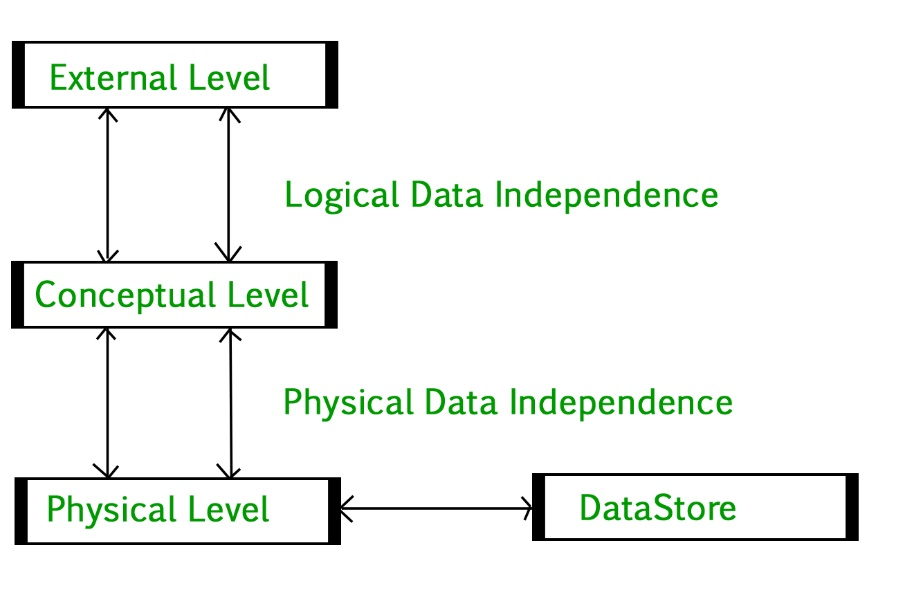 External Level
Logical Data Independence
Conceptual Level
Physical Data Independence
Physical Level
DataStore